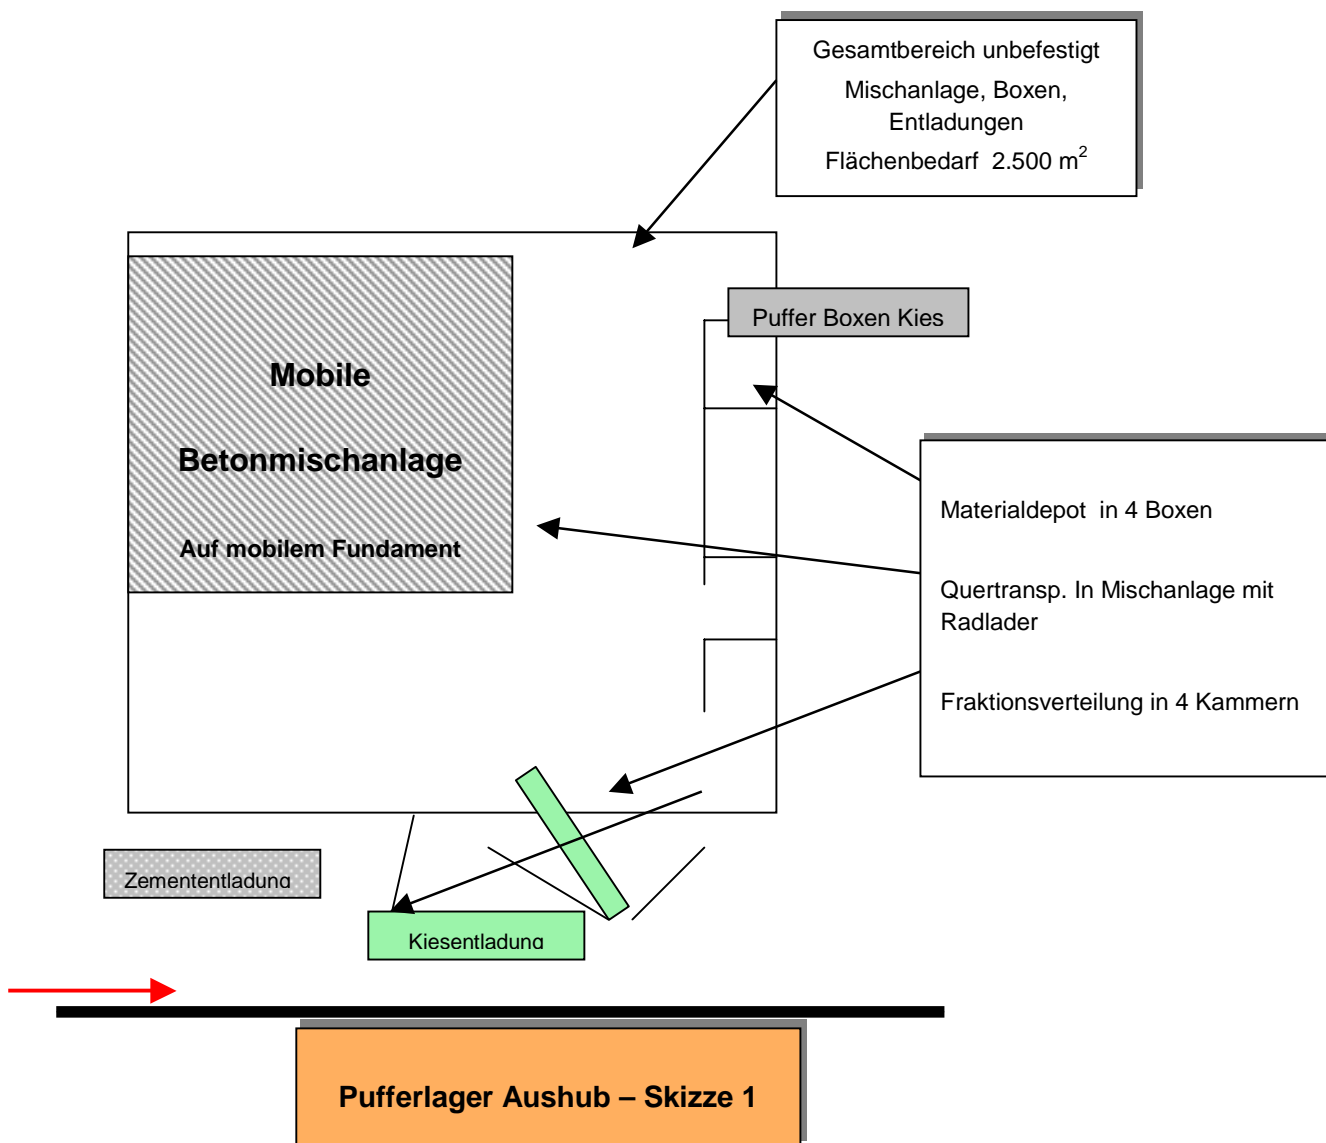 Gesamtbereich unbefestigt
Mischanlage, Boxen,
Entladungen
Flächenbedarf 2.500 m²
Puffer Boxen Kies
Mobile
Betonmischanlage
Auf mobilem Fundament
Materialdepot in 4 Boxen
Quertransp. In Mischanlage mit
Radlader
Fraktionsverteilung in 4 Kammern
Zemententladung
Kiesentladung
Pufferlager Aushub – Skizze 1